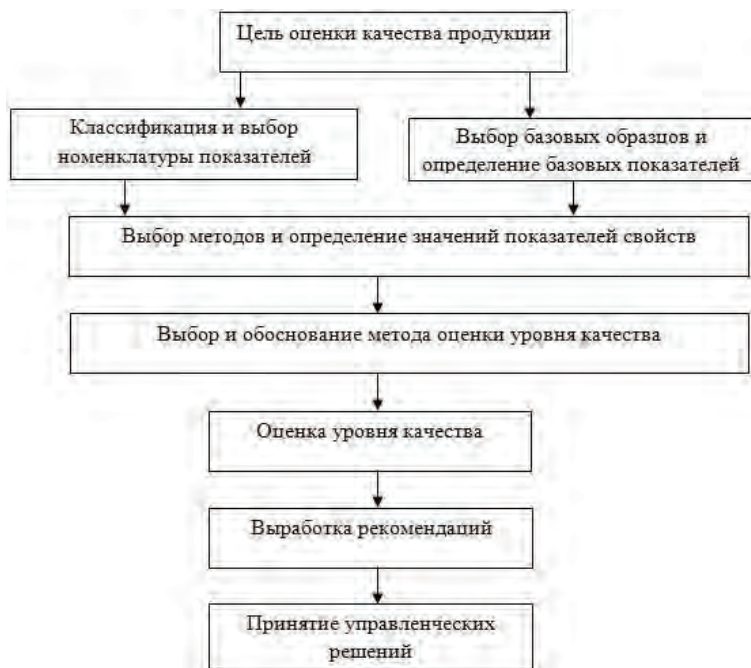 Цель оценки качества продукции
Классификация и выбор
номенклатуры показателей
Выбор базовых образцов и
определение базовых показателей
Выбор методов и определение значений показателей свойств
Выбор и обоснование метода оценки уровня качества
Оценка уровня качества
Выработка рекомендаций
Принятие управленческих
решений